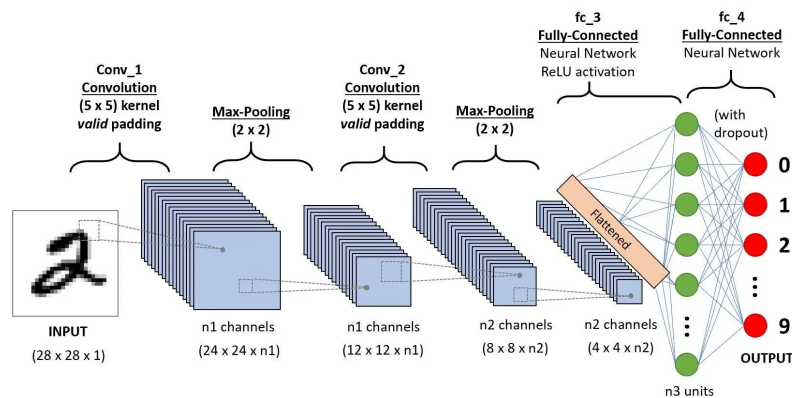 fc_3
Fully-Connected
Neural Network
ReLU activation
fc_4
Fully-Connected
Neural Network
Conv_1
Convolution
(5 x 5) kernel
valid padding
Max-Pooling
(2 x 2)
Conv_2
Convolution
(5 x 5) kernel
valid padding
Max-Pooling
(2 x 2)
(with
dropout)
Flattened
0
1
2
9
2
INPUT
(28 x 28 x 1)
n1 channels
(24 x 24 x n1)
n1 channels
(12 x 12 x n1)
n2 channels
(8 x 8 x n2)
n2 channels
(4 x 4 x n2)
OUTPUT
n3 units